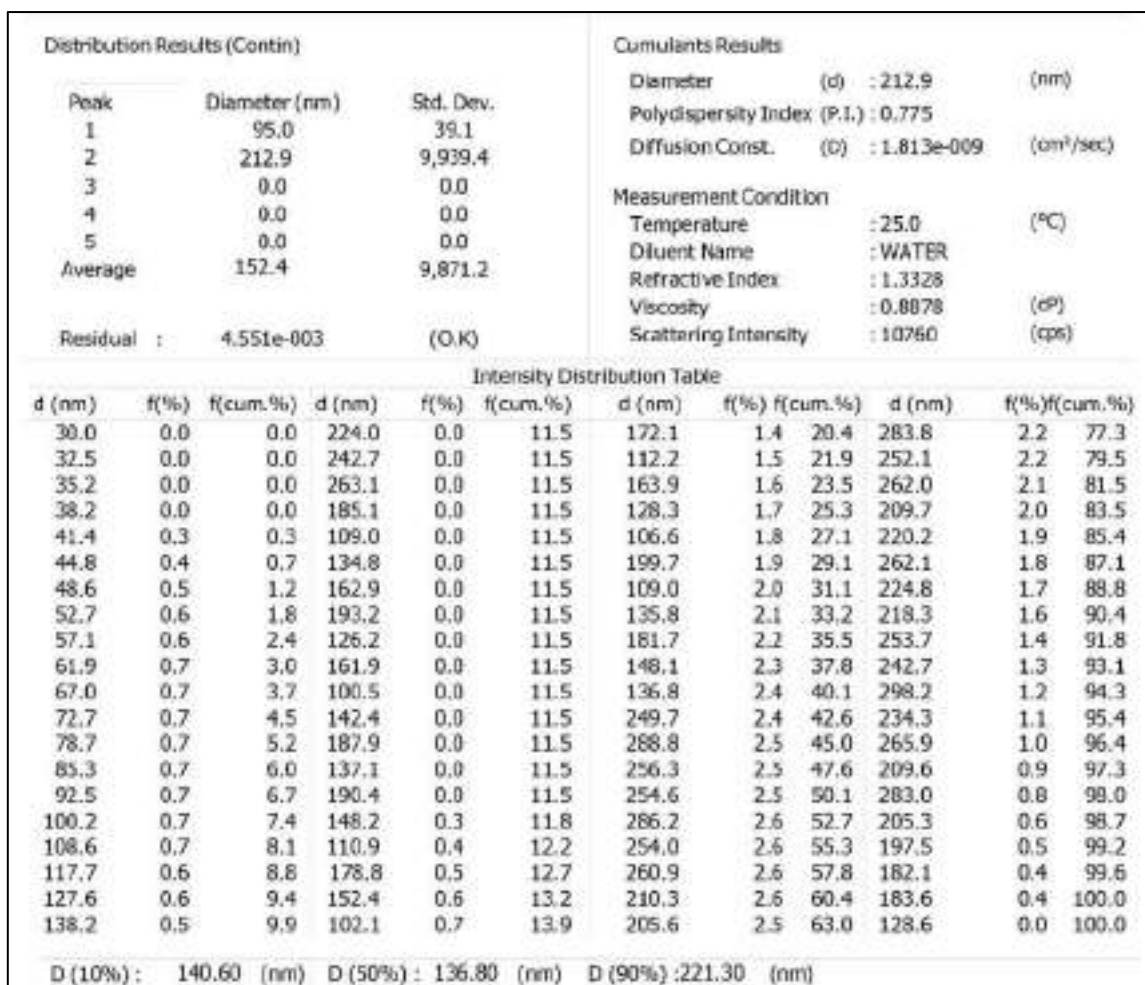 Distribution Results (Contin)
Peak Diameter (nm) Std. Dev.
1 95.0 39.1
2 212.9 9,939.4
3 0.0 0.0
4 0.0 0.0
5 0.0 0.0
Average 152.4 9,871.2
Residual : 4.551e-003 (O.K)
Cumulants Results
Diameter (d) : 212.9 (nm)
Polydispersity Index (P.I.) : 0.775
Diffusion Const. (D) : 1.813e-009 (cm²/sec)
Measurement Condition
Temperature : 25.0 (°C)
Diluent Name : WATER
Refractive Index : 1.3328
Viscosity : 0.8878 (cP)
Scattering Intensity : 10760 (cps)
Intensity Distribution Table
d (nm) f(%) f(cum.%) d (nm) f(%) f(cum.%) d (nm) f(%) f(cum.%) d (nm) f(%)f(cum.%)
30.0 0.0 0.0 224.0 0.0 11.5 172.1 1.4 20.4 283.8 2.2 77.3
32.5 0.0 0.0 242.7 0.0 11.5 112.2 1.5 21.9 252.1 2.2 79.5
35.2 0.0 0.0 263.1 0.0 11.5 163.9 1.6 23.5 262.0 2.1 81.5
38.2 0.0 0.0 185.1 0.0 11.5 128.3 1.7 25.3 209.7 2.0 83.5
41.4 0.3 0.3 109.0 0.0 11.5 106.6 1.8 27.1 220.2 1.9 85.4
44.8 0.4 0.7 134.8 0.0 11.5 199.7 1.9 29.1 262.1 1.8 87.1
48.6 0.5 1.2 162.9 0.0 11.5 109.0 2.0 31.1 224.8 1.7 88.8
52.7 0.6 1.8 193.2 0.0 11.5 135.8 2.1 33.2 218.3 1.6 90.4
57.1 0.6 2.4 126.2 0.0 11.5 181.7 2.2 35.5 253.7 1.4 91.8
61.9 0.7 3.0 161.9 0.0 11.5 148.1 2.3 37.8 242.7 1.3 93.1
67.0 0.7 3.7 100.5 0.0 11.5 136.8 2.4 40.1 298.2 1.2 94.3
72.7 0.7 4.5 142.4 0.0 11.5 249.7 2.4 42.6 234.3 1.1 95.4
78.7 0.7 5.2 187.9 0.0 11.5 288.8 2.5 45.0 265.9 1.0 96.4
85.3 0.7 6.0 137.1 0.0 11.5 256.3 2.5 47.6 209.6 0.9 97.3
92.5 0.7 6.7 190.4 0.0 11.5 254.6 2.5 50.1 283.0 0.8 98.0
100.2 0.7 7.4 148.2 0.3 11.8 286.2 2.6 52.7 205.3 0.6 98.7
108.6 0.7 8.1 110.9 0.4 12.2 254.0 2.6 55.3 197.5 0.5 99.2
117.7 0.6 8.8 178.8 0.5 12.7 260.9 2.6 57.8 182.1 0.4 99.6
127.6 0.6 9.4 152.4 0.6 13.2 210.3 2.6 60.4 183.6 0.4 100.0
138.2 0.5 9.9 102.1 0.7 13.9 205.6 2.5 63.0 128.6 0.0 100.0
D (10%) : 140.60 (nm) D (50%) : 136.80 (nm) D (90%) :221.30 (nm)